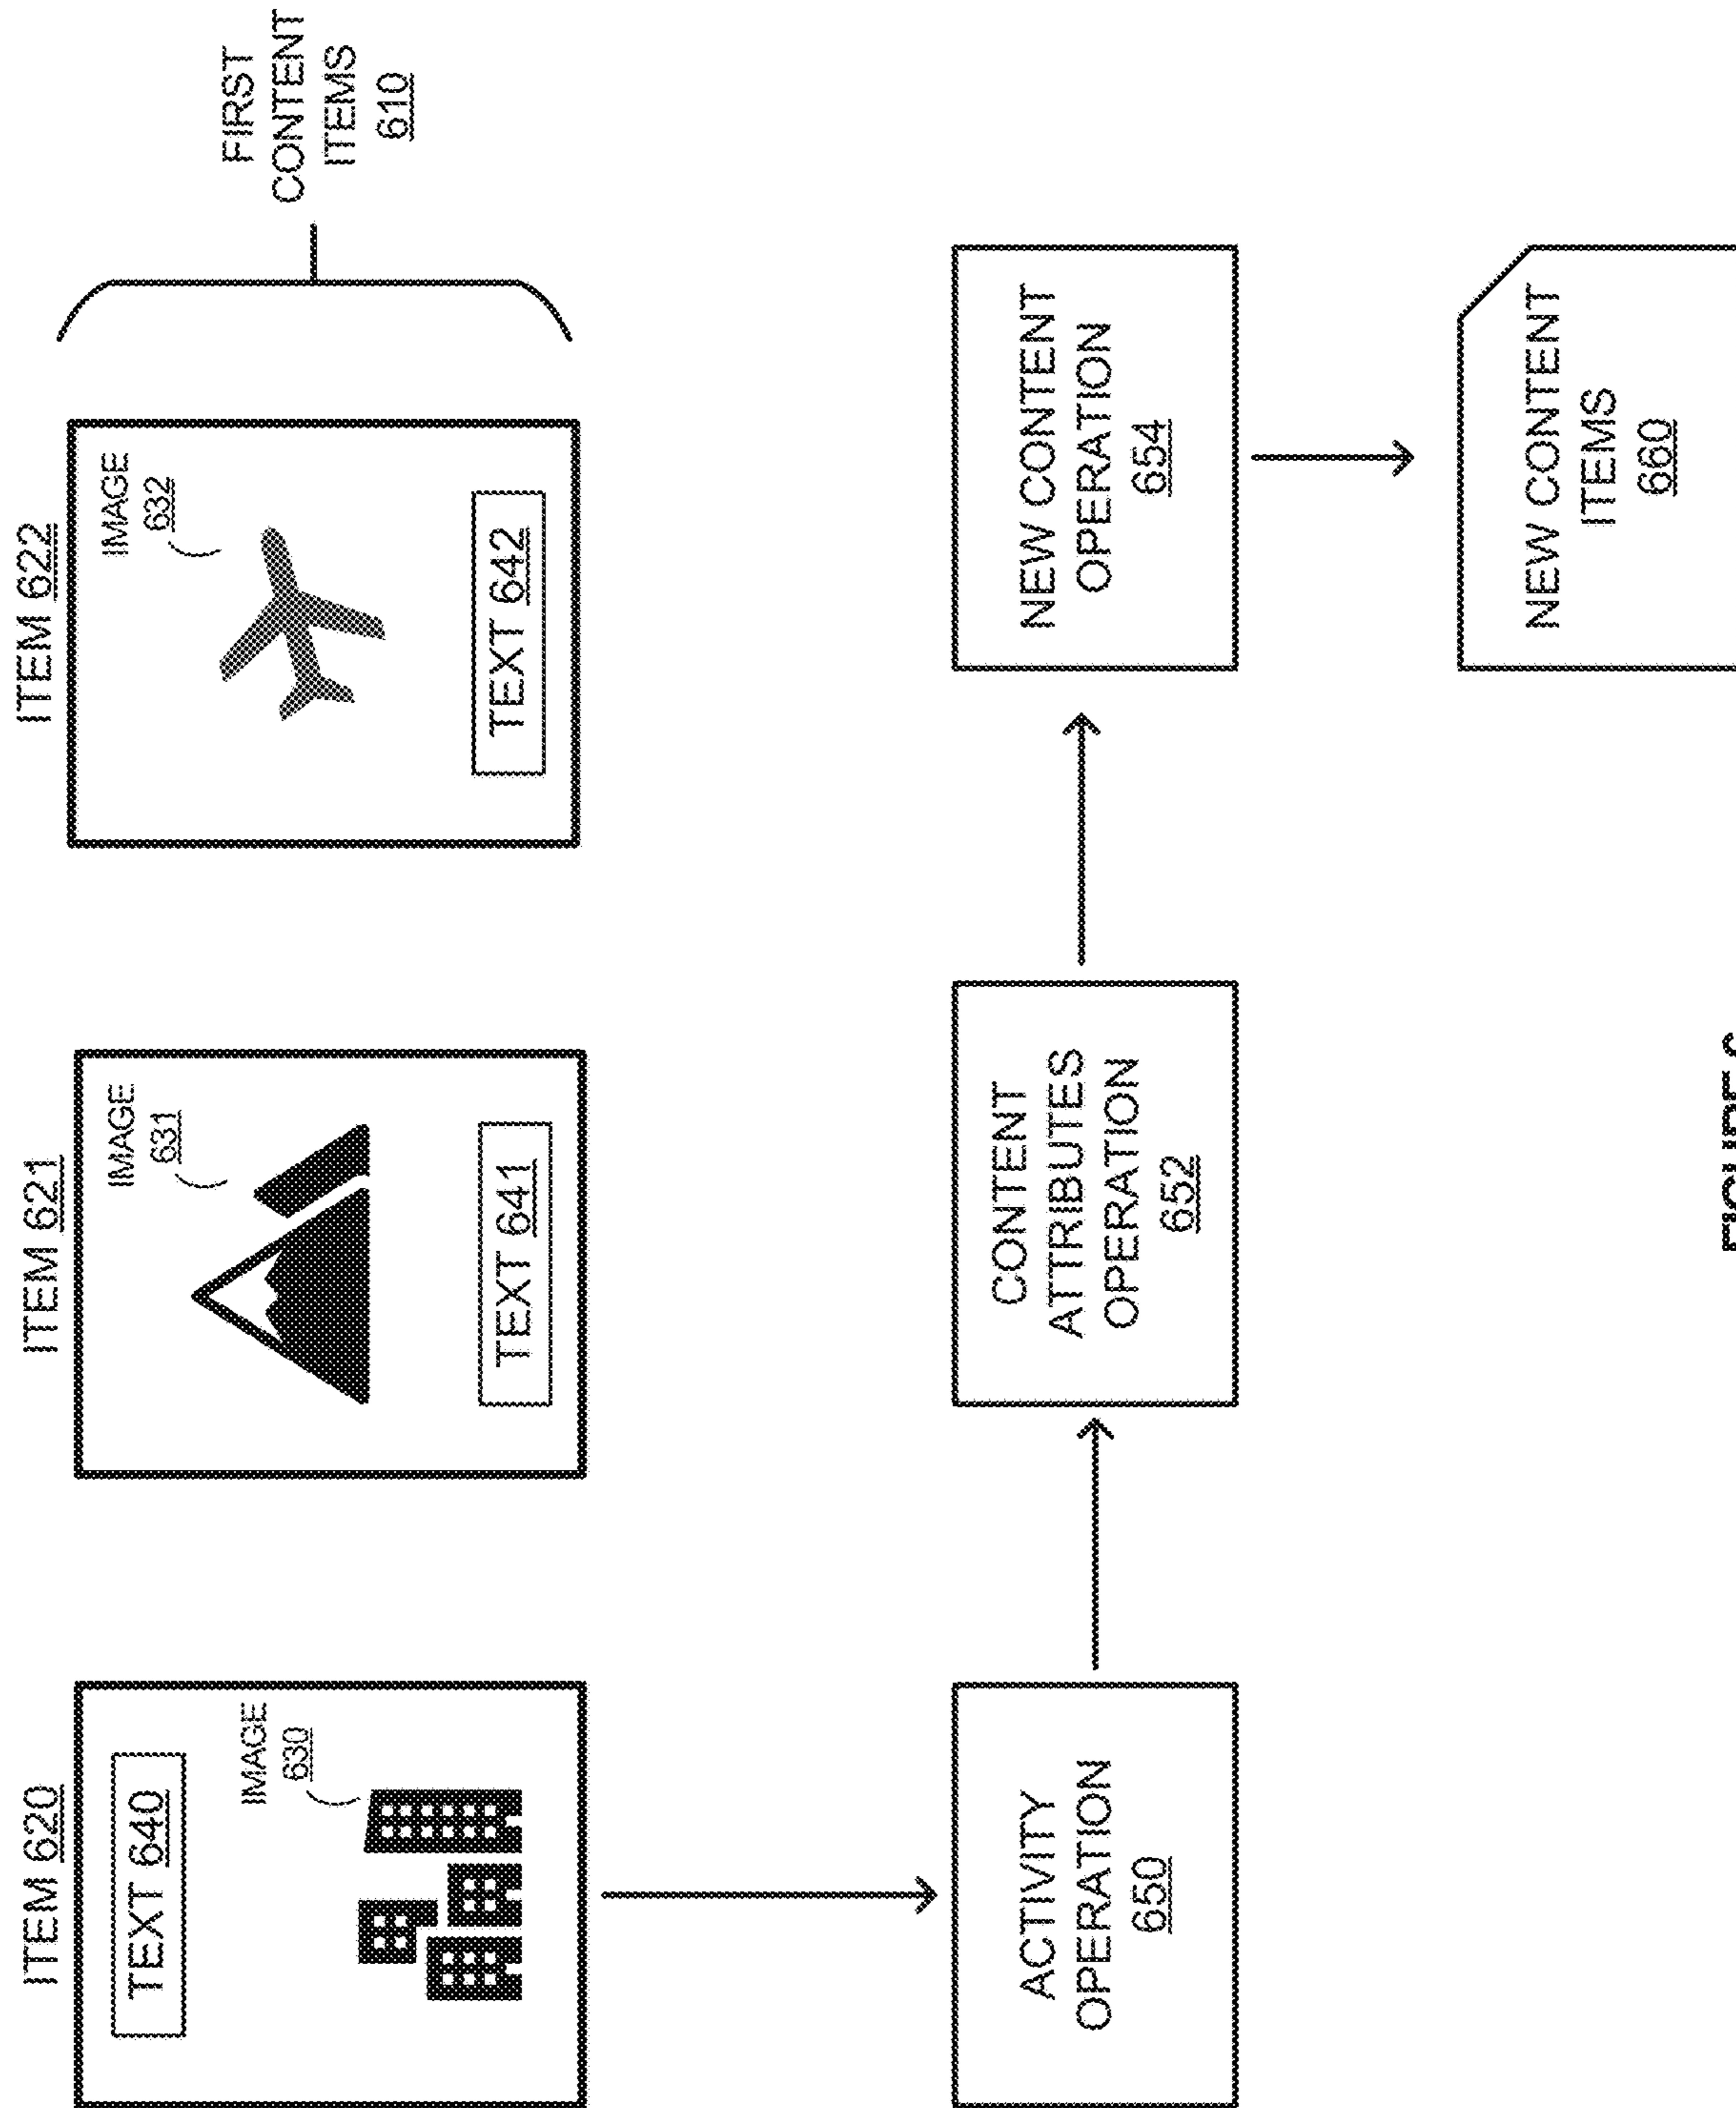 ITEM 620
TEXT 640
IMAGE
630
ITEM 621
IMAGE
631
TEXT 641
ITEM 622
IMAGE
632
TEXT 642
FIRST
CONTENT
ITEMS
610
ACTIVITY
OPERATION
650
CONTENT
ATTRIBUTES
OPERATION
652
NEW CONTENT
OPERATION
654
NEW CONTENT
ITEMS
660